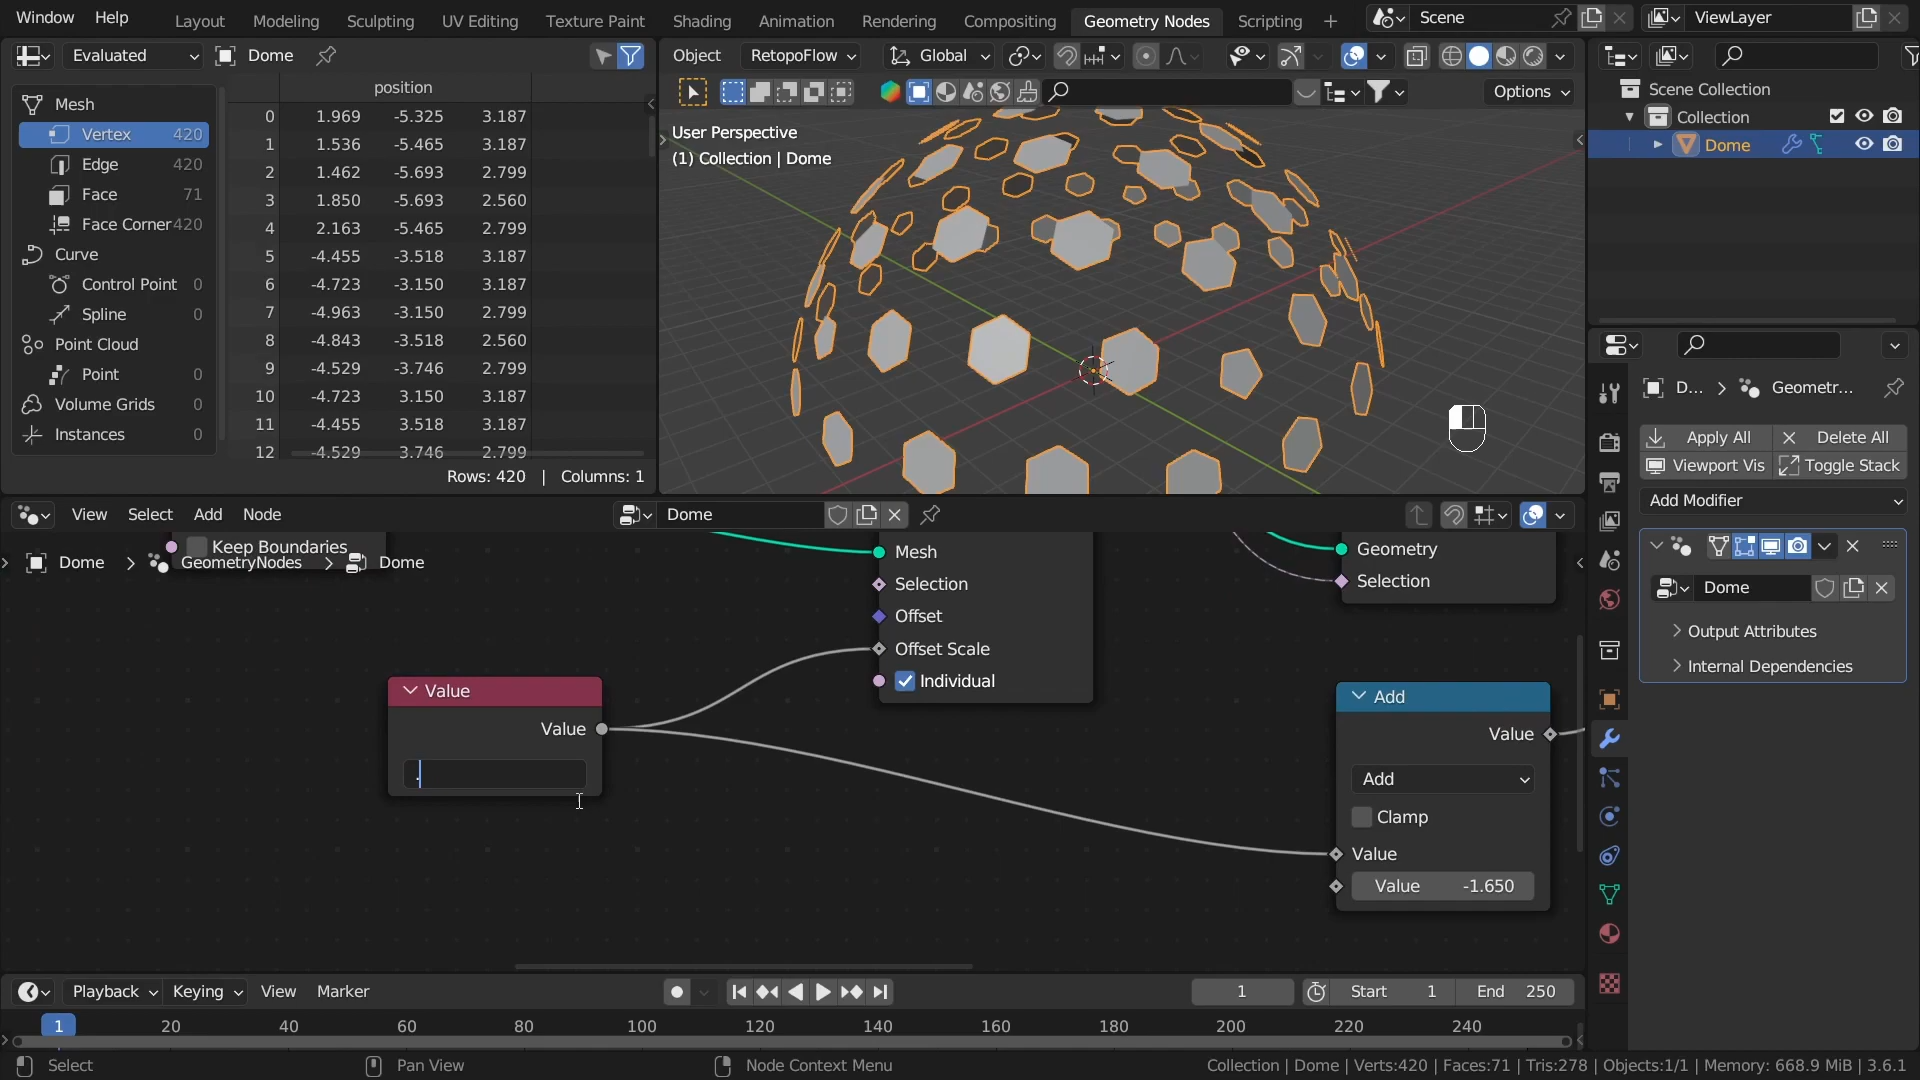 Window Help Layout Modeling Sculpting UV Editing Texture Paint Shading Animation Rendering Compositing Geometry Nodes Scripting + Scene ViewLayer
Evaluated Dome
Object RetopoFlow Global
Options
position
Mesh
Vertex 420
Edge 420
Face 71
Face Corner 420
Curve
Control Point 0
Spline 0
Point Cloud
Point 0
Volume Grids 0
Instances 0
0 1.969 -5.325 3.187
1 1.536 -5.465 3.187
2 1.462 -5.693 2.799
3 1.850 -5.693 2.560
4 2.163 -5.465 2.799
5 -4.455 -3.518 3.187
6 -4.723 -3.150 3.187
7 -4.963 -3.150 2.799
8 -4.843 -3.518 2.560
9 -4.529 -3.746 2.799
10 -4.723 3.150 3.187
11 -4.455 3.518 3.187
12 -4.529 3.746 2.799
Rows: 420 | Columns: 1
User Perspective
(1) Collection | Dome
Scene Collection
Collection
Dome
D... > Geometr...
Apply All Delete All
Viewport Vis Toggle Stack
Add Modifier
Dome
Output Attributes
Internal Dependencies
View Select Add Node Dome
Keep Boundaries
Dome > GeometryNodes > Dome
Mesh
Selection
Offset
Offset Scale
Individual
Geometry
Selection
Value
Value
.
Add
Value
Add
Clamp
Value
Value -1.650
Playback Keying View Marker 1 Start 1 End 250
1 20 40 60 80 100 120 140 160 180 200 220 240
Select Pan View Node Context Menu Collection | Dome | Verts:420 | Faces:71 | Tris:278 | Objects:1/1 | Memory: 668.9 MiB | 3.6.1